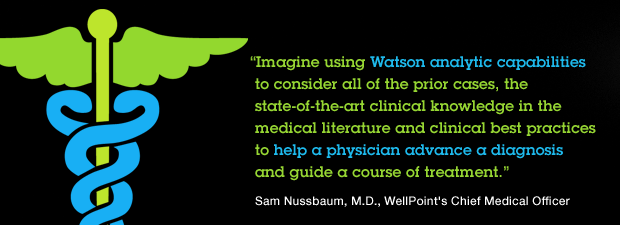 “Imagine using Watson analytic capabilities
to consider all of the prior cases, the
state-of-the-art clinical knowledge in the
medical literature and clinical best practices
to help a physician advance a diagnosis
and guide a course of treatment.”
Sam Nussbaum, M.D., WellPoint's Chief Medical Officer